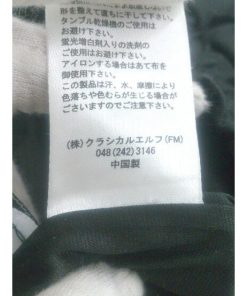 形を整えて直ちに干して下さい。
タンブル乾燥機のご使用は
お避け下さい。
蛍光増白剤入りの洗剤の
ご使用はお避け下さい。
アイロンする場合はあて布を
御使用下さい。
この製品は汗、水、摩擦により
色落ちや色むらが生じる場合が
ございますのでご注意下さい。
(株)クラシカルエルフ(FM)
048(242)3146
中国製